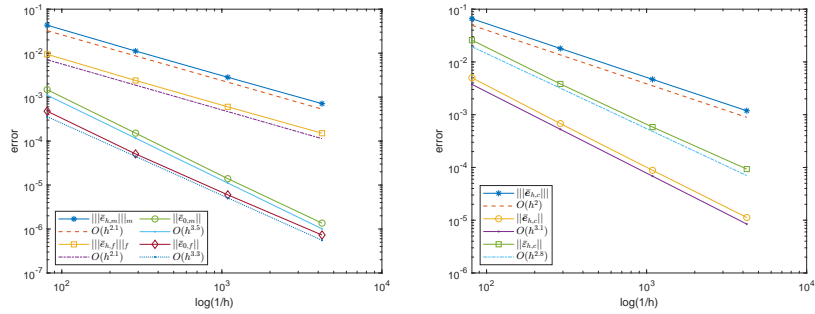 10^-1
10^-2
10^-3
10^-4
10^-5
10^-6
10^-7
error
10^2
10^3
10^4
log(1/h)
|||ē_{h,m}|||_m
O(h^{2.1})
|||ē_{h,f}|||_f
O(h^{2.1})
||ē_{0,m}||
O(h^{3.5})
||ē_{0,f}||
O(h^{3.3})
10^-1
10^-2
10^-3
10^-4
10^-5
10^-6
error
10^2
10^3
10^4
log(1/h)
|||ē_{h,c}|||
O(h^2)
||ē_{h,c}||
O(h^{3.1})
||z̄_{h,c}||
O(h^{2.8})